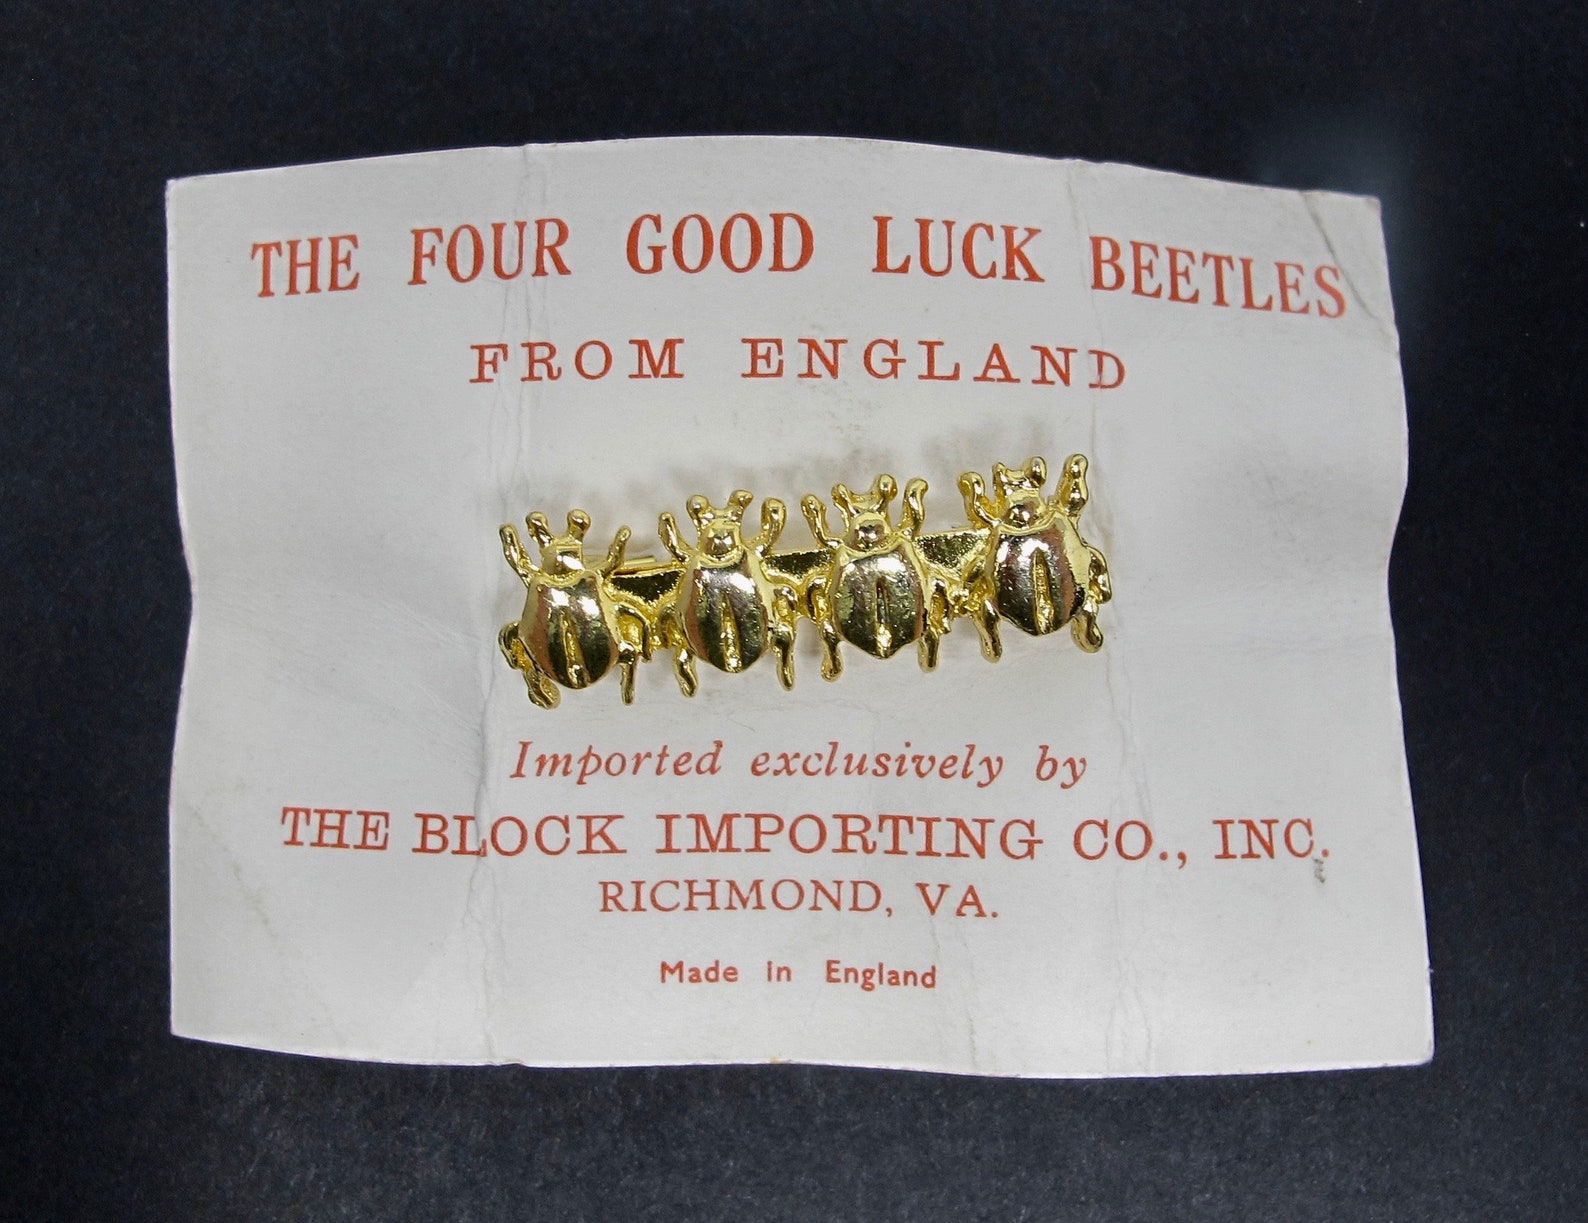 THE FOUR GOOD LUCK BEETLES
FROM ENGLAND
Imported exclusively by
THE BLOCK IMPORTING CO., INC.
RICHMOND, VA.
Made in England